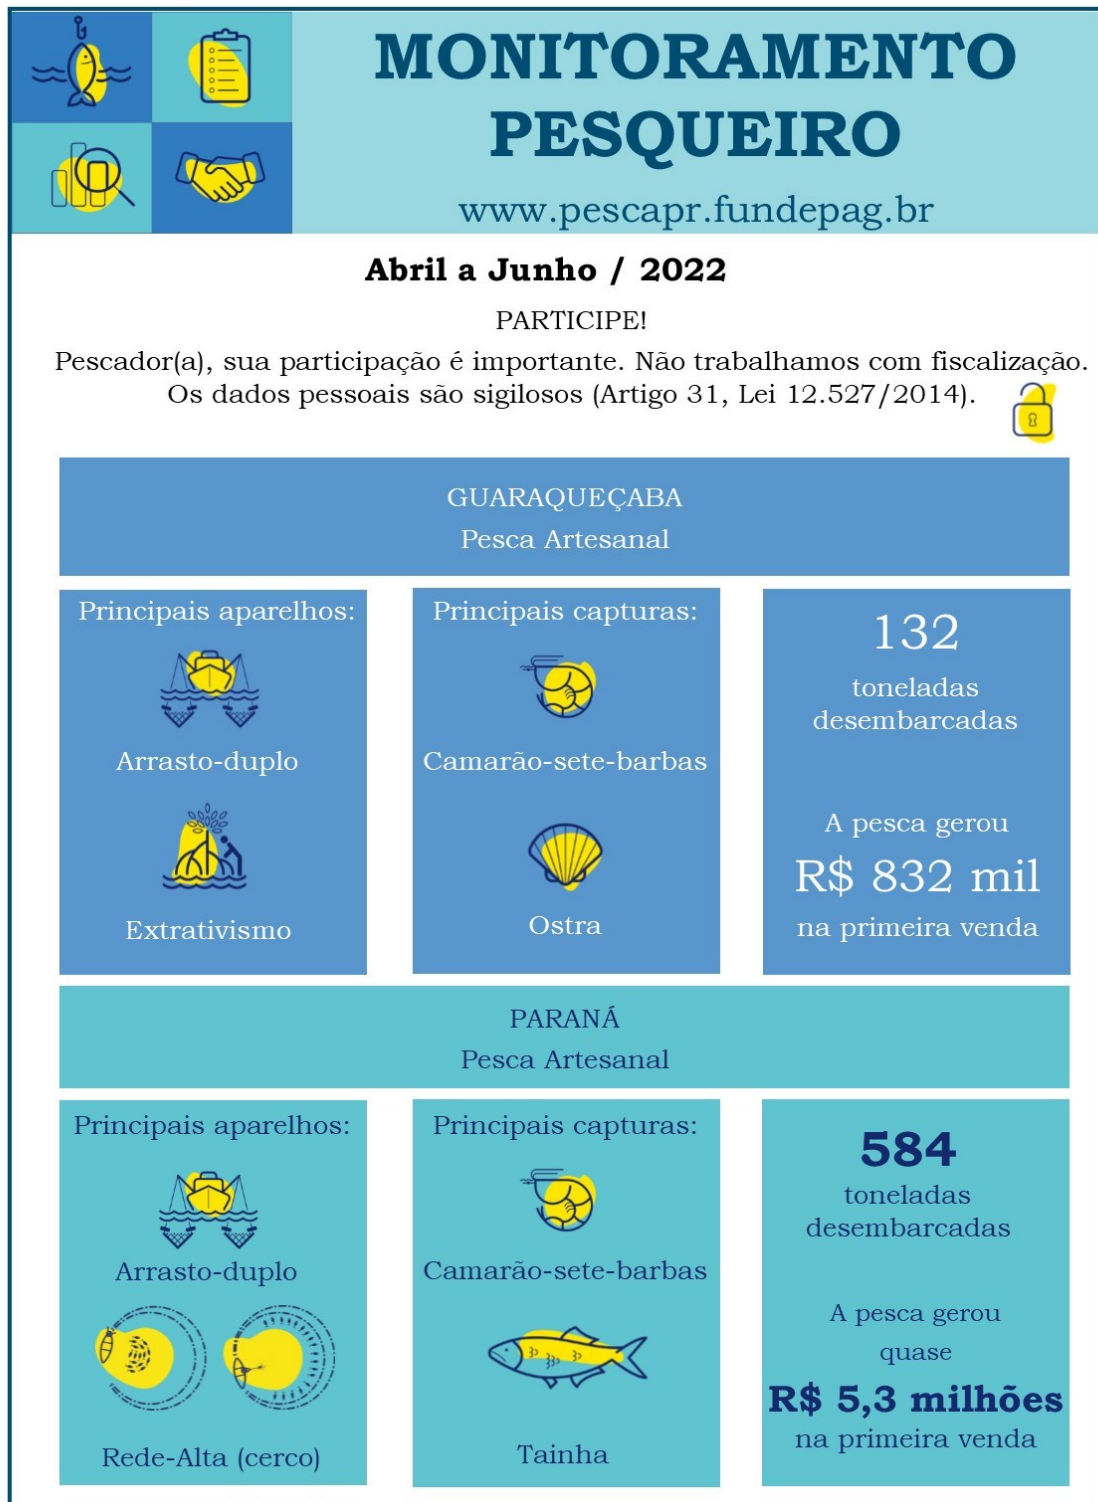 MONITORAMENTO
PESQUEIRO
www.pescapr.fundepag.br
Abril a Junho / 2022
PARTICIPE!
Pescador(a), sua participação é importante. Não trabalhamos com fiscalização.
Os dados pessoais são sigilosos (Artigo 31, Lei 12.527/2014).
GUARAQUEÇABA
Pesca Artesanal
Principais aparelhos:
Arrasto-duplo
Extrativismo
Principais capturas:
Camarão-sete-barbas
Ostra
132
toneladas
desembarcadas
A pesca gerou
R$ 832 mil
na primeira venda
PARANÁ
Pesca Artesanal
Principais aparelhos:
Arrasto-duplo
Rede-Alta (cerco)
Principais capturas:
Camarão-sete-barbas
Tainha
584
toneladas
desembarcadas
A pesca gerou
quase
R$ 5,3 milhões
na primeira venda